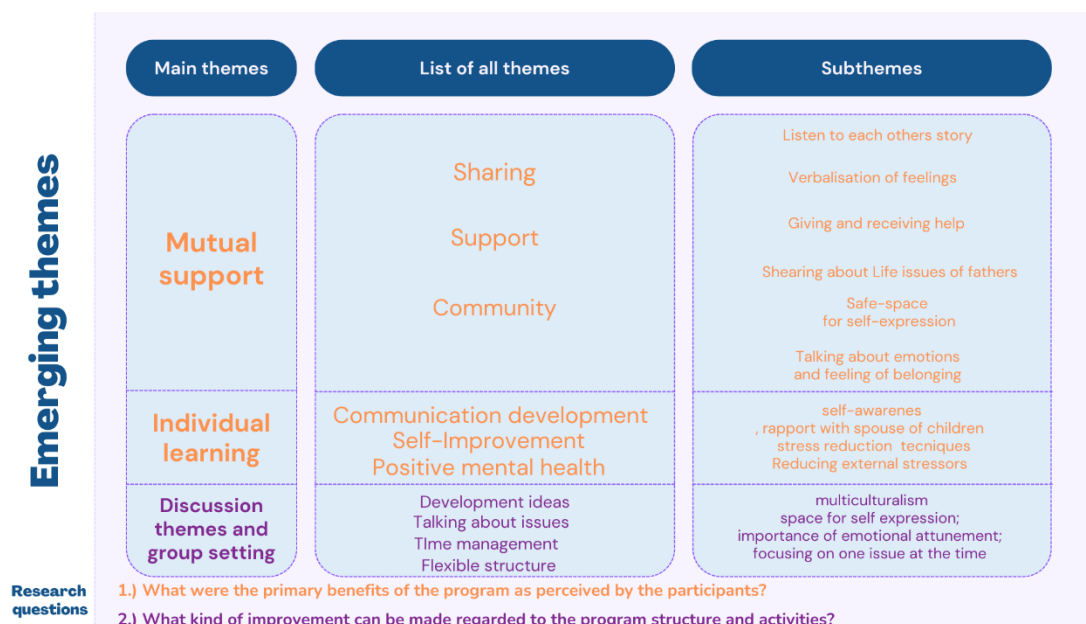 Main themes
List of all themes
Subthemes
Emerging themes
Mutual
support
Sharing
Support
Community
Listen to each others story
Verbalisation of feelings
Giving and receiving help
Shearing about Life issues of fathers
Safe-space
for self-expression
Talking about emotions
and feeling of belonging
Individual
learning
Communication development
Self-Improvement
Positive mental health
self-awarenes
, rapport with spouse of children
stress reduction tecniques
Reducing external stressors
Discussion
themes and
group setting
Development ideas
Talking about issues
TIme management
Flexible structure
multiculturalism
space for self expression;
importance of emotional attunement;
focusing on one issue at the time
Research
questions
1.) What were the primary benefits of the program as perceived by the participants?
2.) What kind of improvement can be made regarded to the program structure and activities?